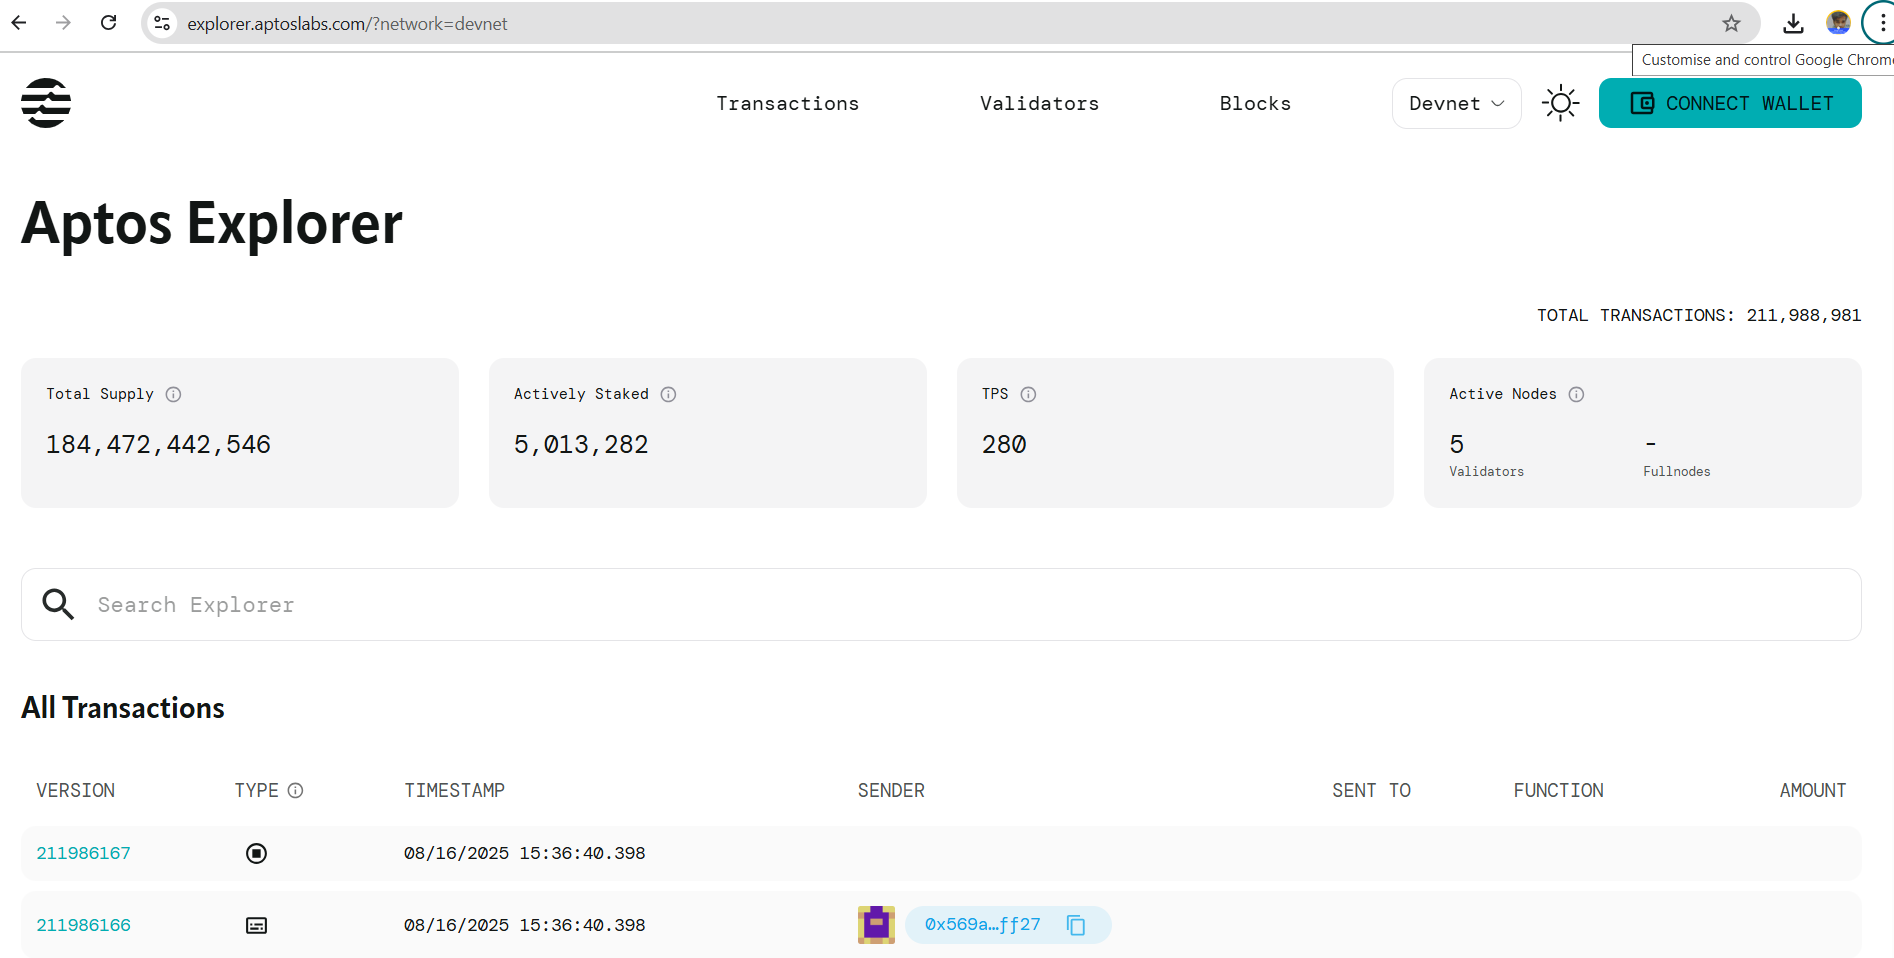 explorer.aptoslabs.com/?network=devnet
Customise and control Google Chrome
Transactions Validators Blocks Devnet CONNECT WALLET
Aptos Explorer
TOTAL TRANSACTIONS: 211,988,981
Total Supply Actively Staked TPS Active Nodes
184,472,442,546 5,013,282 280 5 -
Validators Fullnodes
Search Explorer
All Transactions
VERSION TYPE TIMESTAMP SENDER SENT TO FUNCTION AMOUNT
211986167 08/16/2025 15:36:40.398
211986166 08/16/2025 15:36:40.398 0x569a…ff27